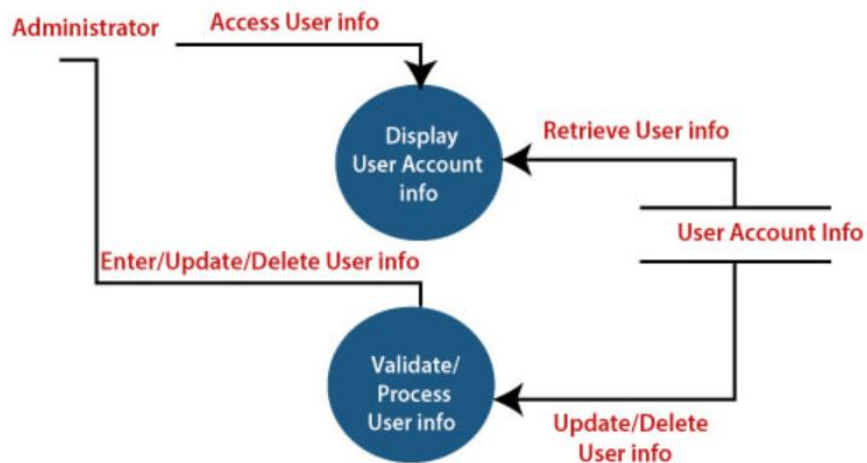 Administrator
Access User info
Display
User Account
info
Retrieve User info
User Account Info
Enter/Update/Delete User info
Validate/
Process
User info
Update/Delete
User info